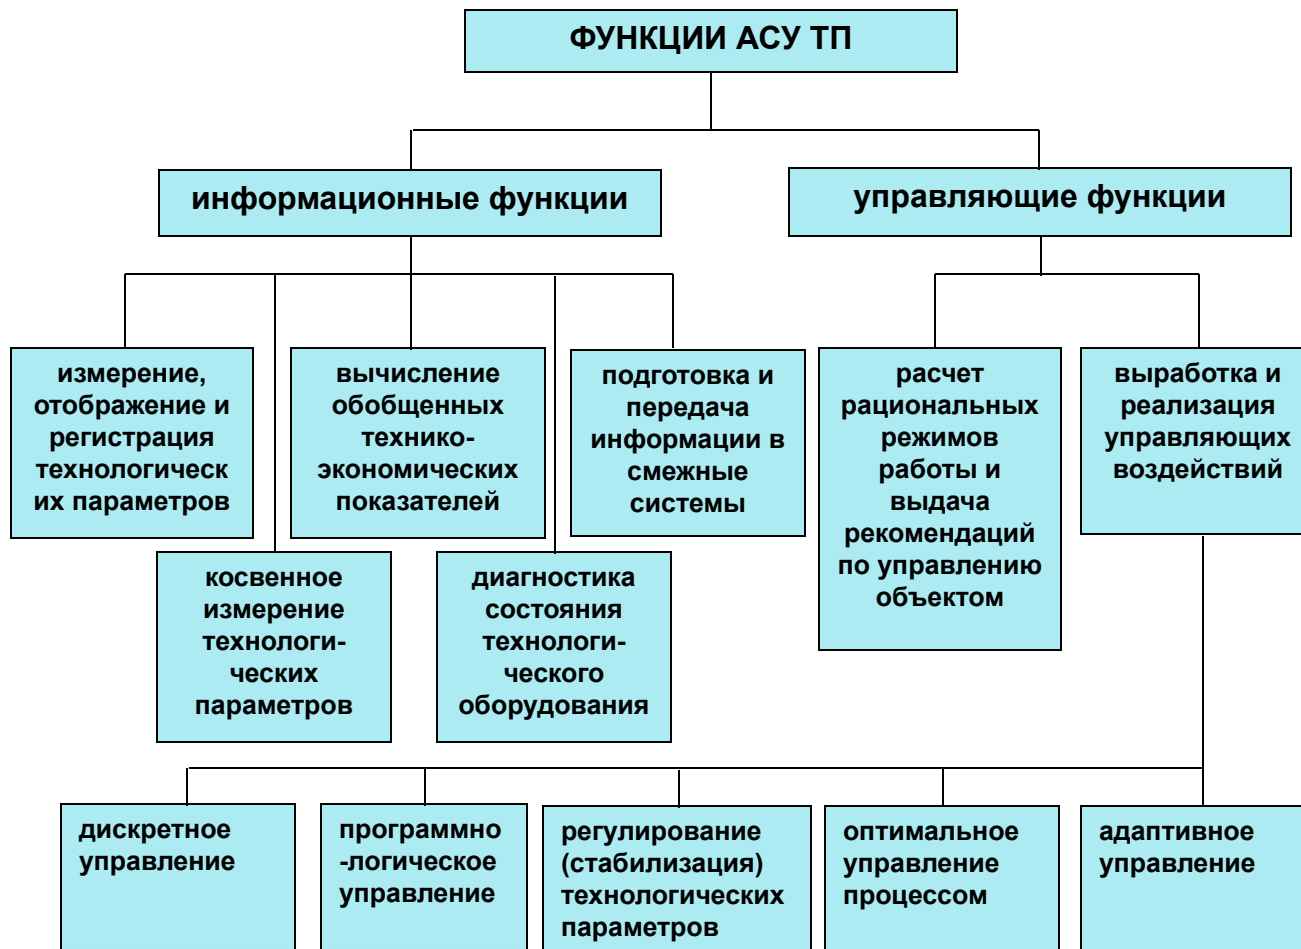 ФУНКЦИИ АСУ ТП
информационные функции
управляющие функции
измерение,
отображение и
регистрация
технологическ
их параметров
вычисление
обобщенных
технико-
экономических
показателей
подготовка и
передача
информации в
смежные
системы
расчет
рациональных
режимов
работы и
выдача
рекомендаций
по управлению
объектом
выработка и
реализация
управляющих
воздействий
косвенное
измерение
технологи-
ческих
параметров
диагностика
состояния
технологи-
ческого
оборудования
дискретное
управление
программно
-логическое
управление
регулирование
(стабилизация)
технологических
параметров
оптимальное
управление
процессом
адаптивное
управление